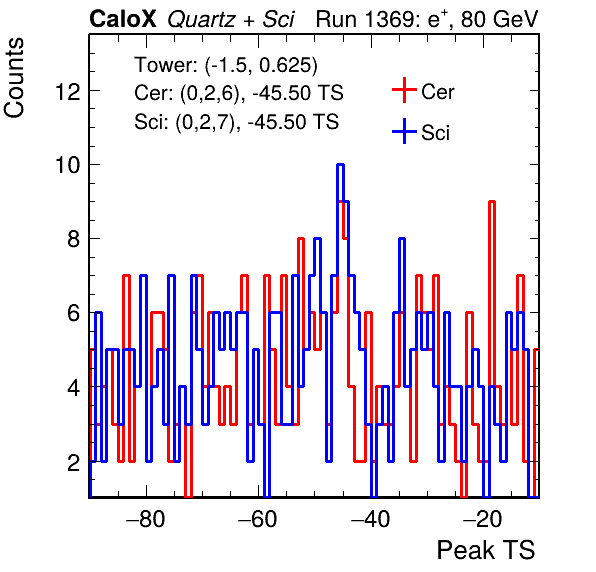 CaloX Quartz + Sci Run 1369: e⁺, 80 GeV
Counts
Tower: (-1.5, 0.625)
Cer: (0,2,6), -45.50 TS
Sci: (0,2,7), -45.50 TS
Cer
Sci
12
10
8
6
4
2
−80 −60 −40 −20
Peak TS